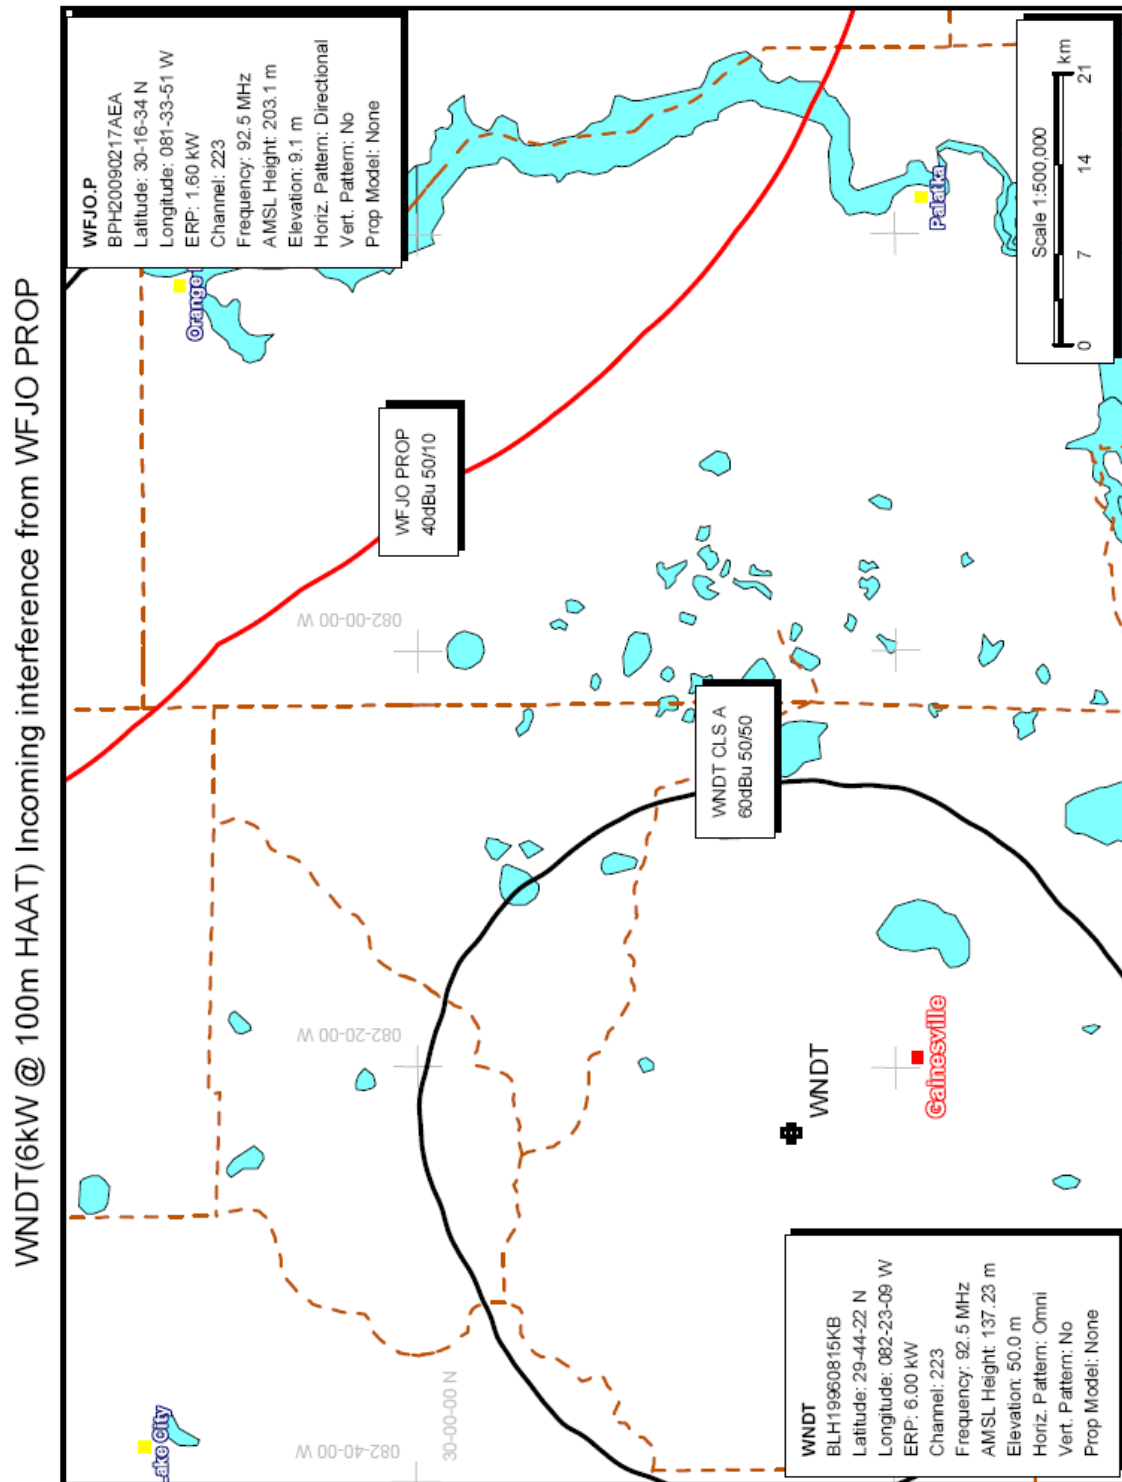 WNDT(6kW @ 100m HAAT) Incoming interference from WFJO PROP
WFJO.P
BPH20090217AEA
Latitude: 30-16-34 N
Longitude: 081-33-51 W
ERP: 1.60 kW
Channel: 223
Frequency: 92.5 MHz
AMSL Height: 203.1 m
Elevation: 9.1 m
Horiz. Pattern: Directional
Vert. Pattern: No
Prop Model: None
Orange
WFJO PROP
40dBu 50/10
082-00-00 W
082-20-00 W
082-40-00 W
30-00-00 N
WNDT CLS A
60dBu 50/50
Palatka
Scale 1:500,000
0 7 14 21
km
WNDT
Gainesville
Lake City
WNDT
BLH19960815KB
Latitude: 29-44-22 N
Longitude: 082-23-09 W
ERP: 6.00 kW
Channel: 223
Frequency: 92.5 MHz
AMSL Height: 137.23 m
Elevation: 50.0 m
Horiz. Pattern: Omni
Vert. Pattern: No
Prop Model: None